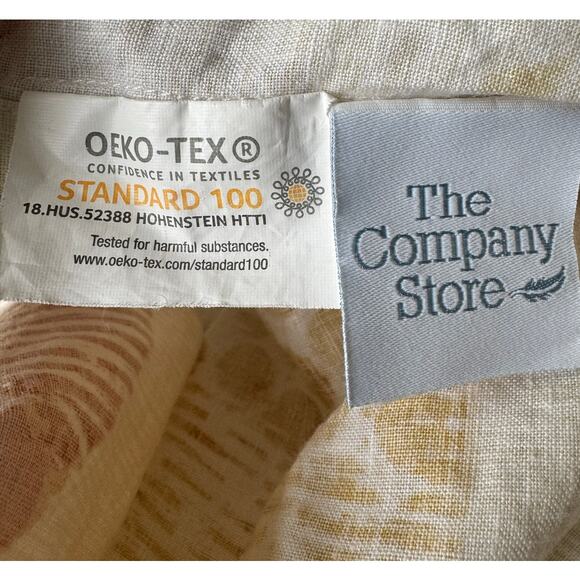 OEKO-TEX®
CONFIDENCE IN TEXTILES
STANDARD 100
18.HUS.52388 HOHENSTEIN HTTI
Tested for harmful substances.
www.oeko-tex.com/standard100
The
Company
Store